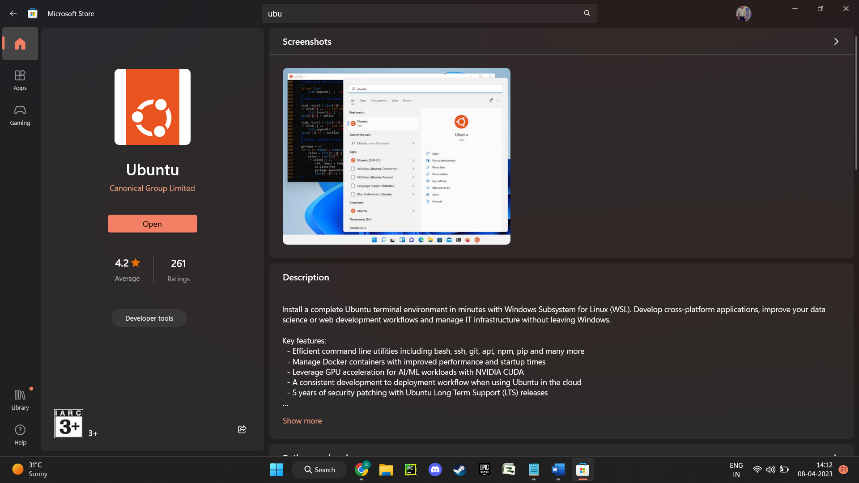 Microsoft Store
ubu
Apps
Gaming
Library
Help
Ubuntu
Canonical Group Limited
Open
4.2
Average
261
Ratings
Developer tools
IARC
3+
3+
Screenshots
Description
Install a complete Ubuntu terminal environment in minutes with Windows Subsystem for Linux (WSL). Develop cross-platform applications, improve your data
science or web development workflows and manage IT infrastructure without leaving Windows.
Key features:
- Efficient command line utilities including bash, ssh, git, apt, npm, pip and many more
- Manage Docker containers with improved performance and startup times
- Leverage GPU acceleration for AI/ML workloads with NVIDIA CUDA
- A consistent development to deployment workflow when using Ubuntu in the cloud
- 5 years of security patching with Ubuntu Long Term Support (LTS) releases
...
Show more
31°C
Sunny
Search
ENG
IN
14:12
08-04-2023